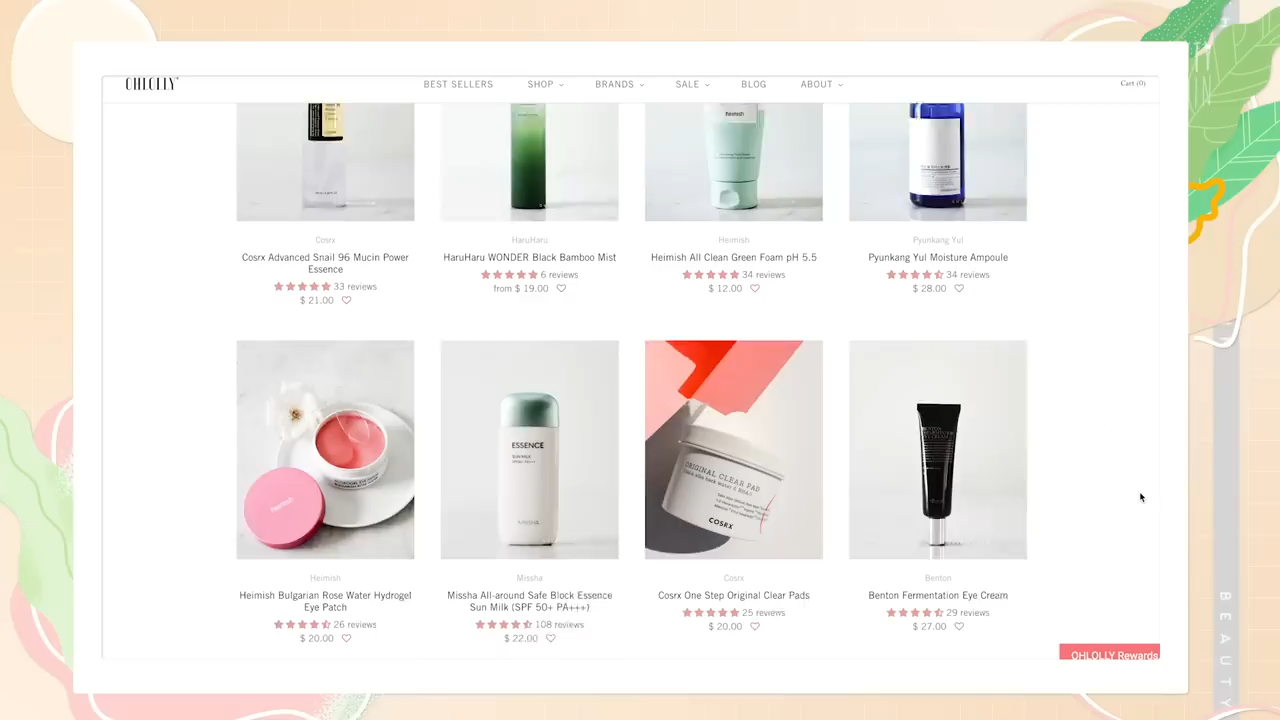 OHLOLLY
BEST SELLERS SHOP BRANDS SALE BLOG ABOUT Cart (0)
heimish
Cosrx
Cosrx Advanced Snail 96 Mucin Power
Essence
33 reviews
$ 21.00
HaruHaru
HaruHaru WONDER Black Bamboo Mist
6 reviews
from $ 19.00
Heimish
Heimish All Clean Green Foam pH 5.5
34 reviews
$ 12.00
Pyunkang Yul
Pyunkang Yul Moisture Ampoule
34 reviews
$ 28.00
heimish
ESSENCE
SUN MILK
MISSHA
ORIGINAL CLEAR PAD
COSRX
Heimish
Heimish Bulgarian Rose Water Hydrogel
Eye Patch
26 reviews
$ 20.00
Missha
Missha All-around Safe Block Essence
Sun Milk (SPF 50+ PA+++)
108 reviews
$ 22.00
Cosrx
Cosrx One Step Original Clear Pads
25 reviews
$ 20.00
Benton
Benton Fermentation Eye Cream
29 reviews
$ 27.00
OHLOLLY Rewards
BEAUTY